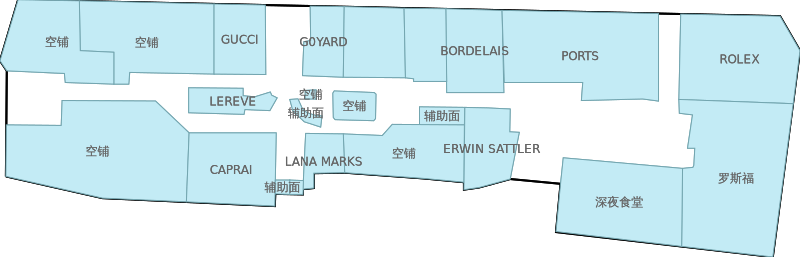 空铺
空铺
GUCCI
G0YARD
BORDELAIS
PORTS
ROLEX
LEREVE
空铺
辅助面
空铺
辅助面
空铺
CAPRAI
辅助面
LANA MARKS
空铺
ERWIN SATTLER
深夜食堂
罗斯福